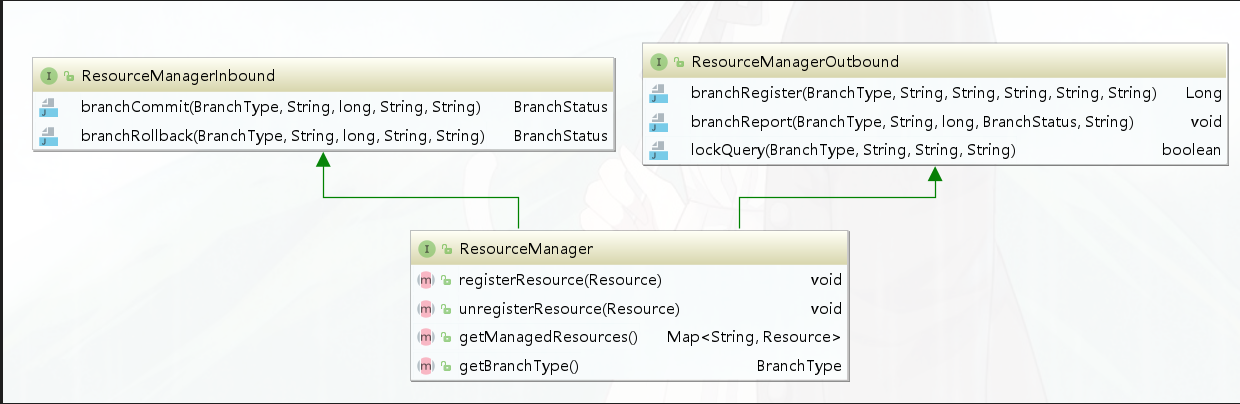 ResourceManagerInbound
branchCommit(BranchType, String, long, String, String) BranchStatus
branchRollback(BranchType, String, long, String, String) BranchStatus
ResourceManagerOutbound
branchRegister(BranchType, String, String, String, String, String) Long
branchReport(BranchType, String, long, BranchStatus, String) void
lockQuery(BranchType, String, String, String) boolean
ResourceManager
registerResource(Resource) void
unregisterResource(Resource) void
getManagedResources() Map<String, Resource>
getBranchType() BranchType